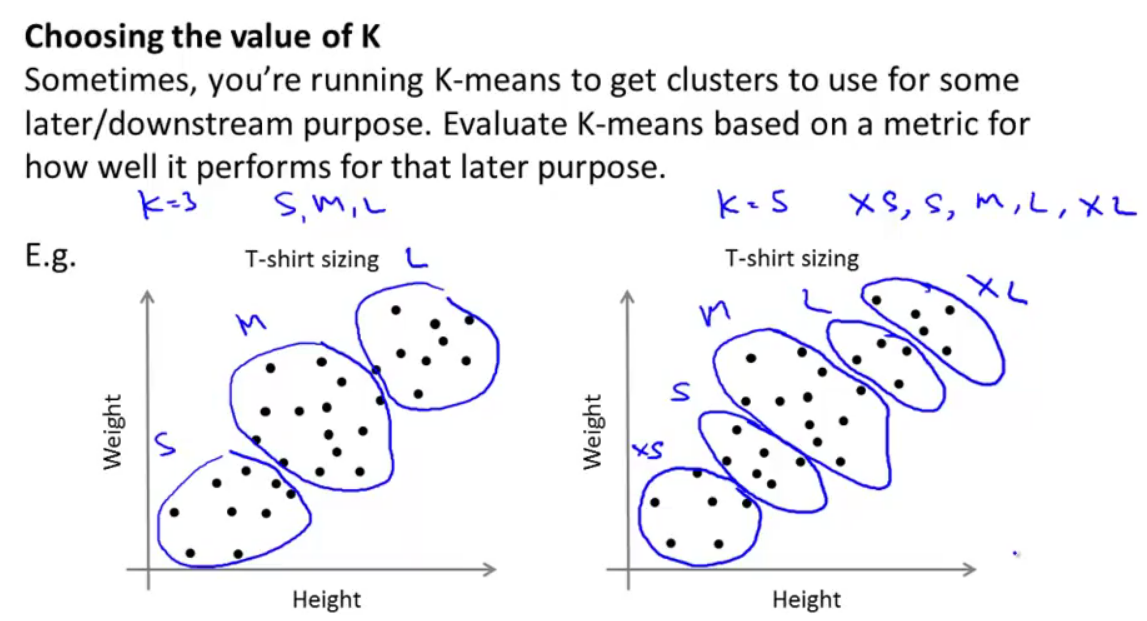 Choosing the value of K
Sometimes, you're running K-means to get clusters to use for some
later/downstream purpose. Evaluate K-means based on a metric for
how well it performs for that later purpose.
K=3 S, M, L
K=5 XS, S, M, L, XL
E.g.
T-shirt sizing
L
M
S
Weight
Height
T-shirt sizing
XL
L
M
S
XS
Weight
Height